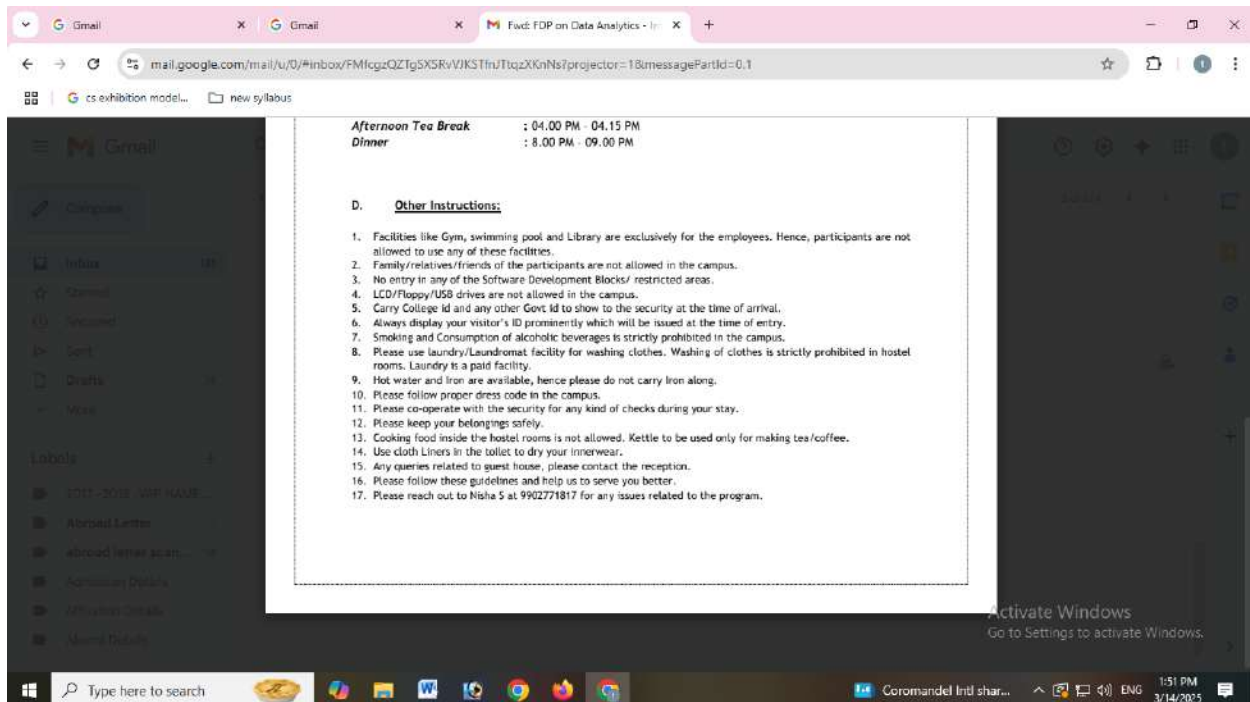 Gmail
Gmail
Fwd: FDP on Data Analytics - In
mail.google.com/mail/u/0/#inbox/FMfcgzQZTgSXSRvVJKSTfnJTtqzXKnNs?projector=1&messagePartId=0.1
cs exhibition model... new syllabus
Afternoon Tea Break : 04.00 PM - 04.15 PM
Dinner : 8.00 PM - 09.00 PM
Gmail
Compose
D. Other Instructions:
1. Facilities like Gym, swimming pool and Library are exclusively for the employees. Hence, participants are not
allowed to use any of these facilities.
2. Family/relatives/friends of the participants are not allowed in the campus.
3. No entry in any of the Software Development Blocks/ restricted areas.
4. LCD/Floppy/USB drives are not allowed in the campus.
5. Carry College id and any other Govt id to show to the security at the time of arrival.
6. Always display your visitor's ID prominently which will be issued at the time of entry.
7. Smoking and Consumption of alcoholic beverages is strictly prohibited in the campus.
8. Please use laundry/Laundromat facility for washing clothes. Washing of clothes is strictly prohibited in hostel
rooms. Laundry is a paid facility.
9. Hot water and Iron are available, hence please do not carry Iron along.
10. Please follow proper dress code in the campus.
11. Please co-operate with the security for any kind of checks during your stay.
12. Please keep your belongings safely.
13. Cooking food inside the hostel rooms is not allowed. Kettle to be used only for making tea/coffee.
14. Use cloth Liners in the toilet to dry your innerwear.
15. Any queries related to guest house, please contact the reception.
16. Please follow these guidelines and help us to serve you better.
17. Please reach out to Nisha S at 9902771817 for any issues related to the program.
Inbox
Starred
Snoozed
Sent
Drafts
More
Labels
Abroad Letter
abroad letter scan...
Activate Windows
Go to Settings to activate Windows.
Type here to search
Coromandel Intl shar...
ENG
1:51 PM
3/14/2025